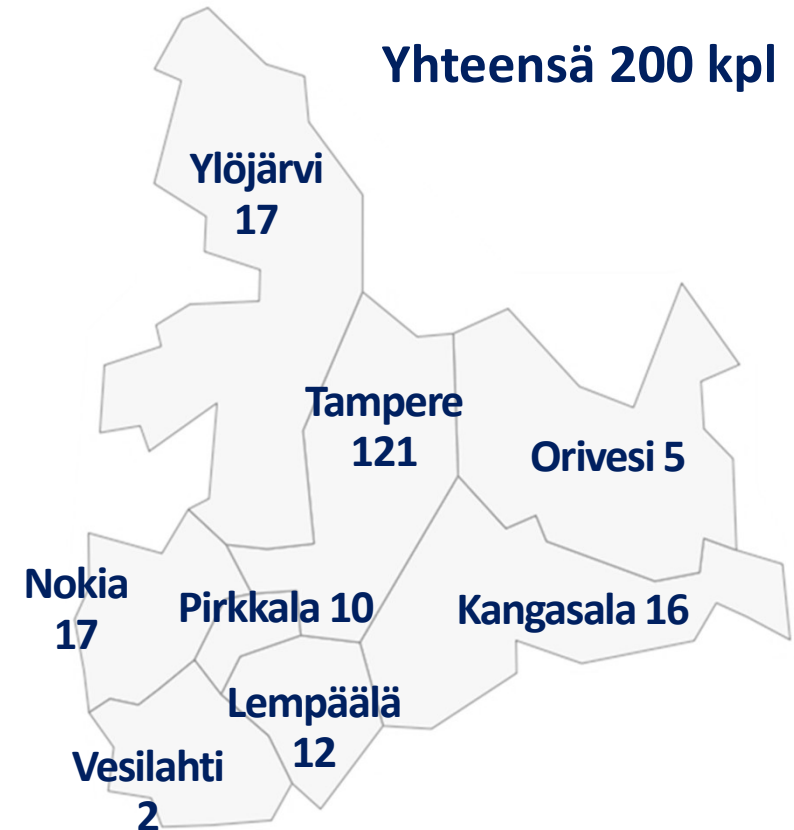 Yhteensä 200 kpl
Ylöjärvi
17
Tampere
121
Orivesi 5
Nokia
17
Pirkkala 10
Kangasala 16
Lempäälä
12
Vesilahti
2